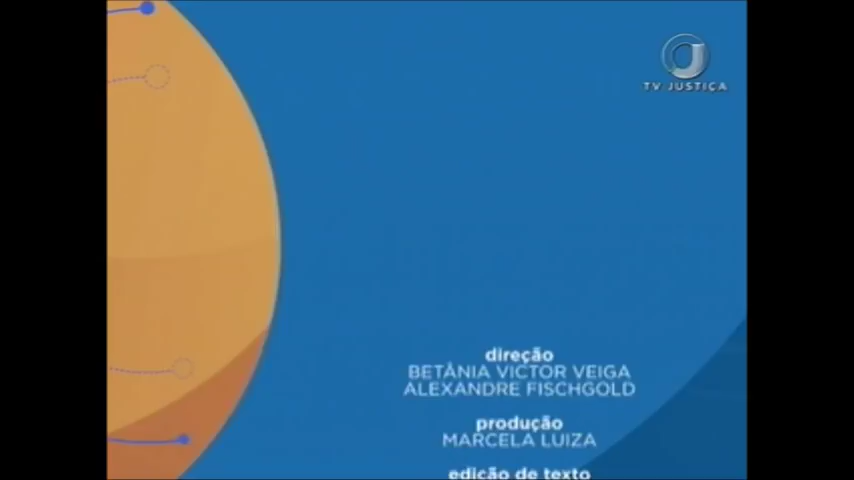 TV JUSTIÇA
direção
BETÂNIA VICTOR VEIGA
ALEXANDRE FISCHGOLD
produção
MARCELA LUIZA
edição de texto